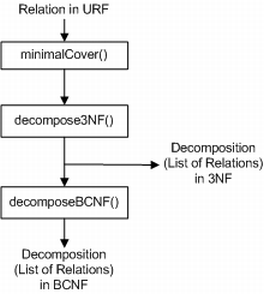 Relation in URF
minimalCover()
decompose3NF()
Decomposition
(List of Relations)
in 3NF
decomposeBCNF()
Decomposition
(List of Relations)
in BCNF